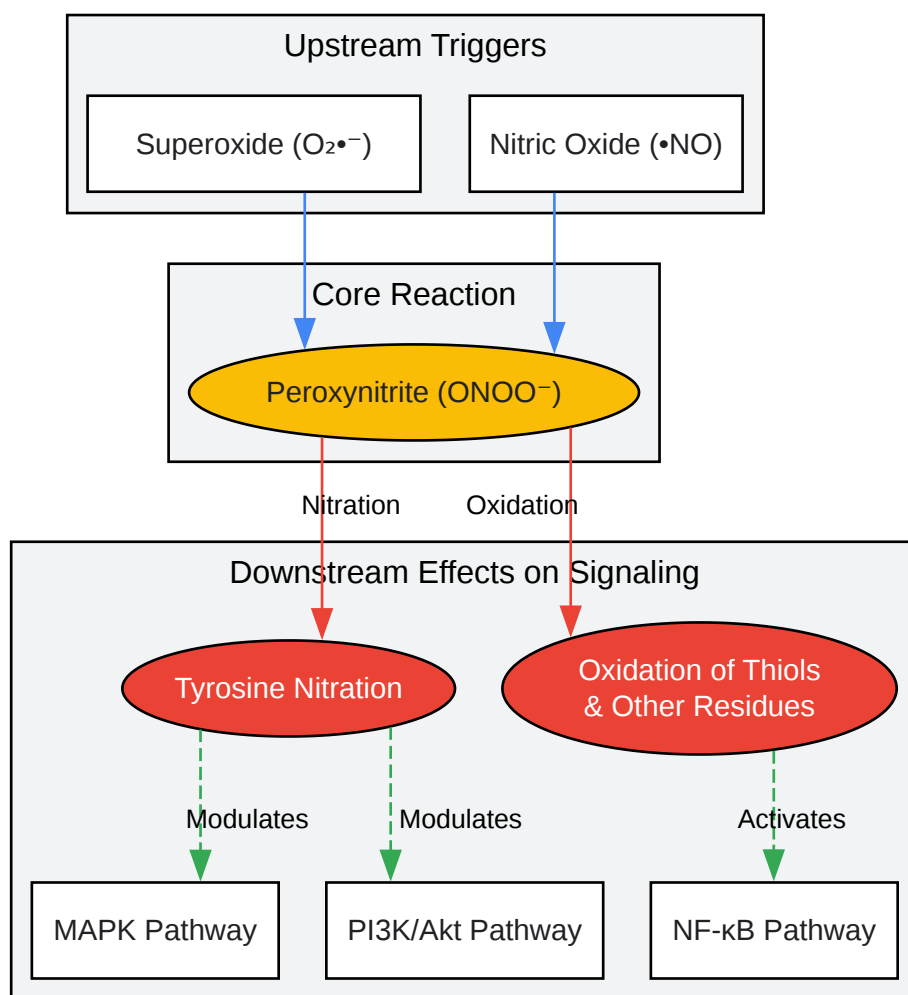 Upstream Triggers
Superoxide (O₂•⁻)
Nitric Oxide (•NO)
Core Reaction
Peroxynitrite (ONOO⁻)
Nitration
Oxidation
Downstream Effects on Signaling
Tyrosine Nitration
Oxidation of Thiols
& Other Residues
Modulates
Modulates
Activates
MAPK Pathway
PI3K/Akt Pathway
NF-κB Pathway